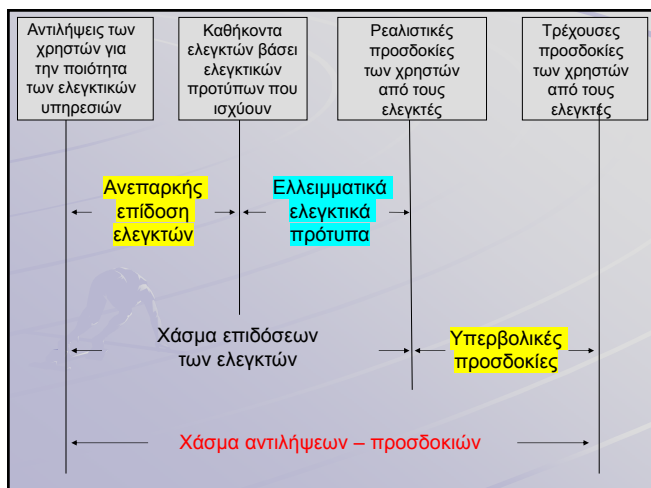 Αντιλήψεις των
χρηστών για
την ποιότητα
των ελεγκτικών
υπηρεσιών
Καθήκοντα
ελεγκτών βάσει
ελεγκτικών
προτύπων που
ισχύουν
Ρεαλιστικές
προσδοκίες
των χρηστών
από τους
ελεγκτές
Τρέχουσες
προσδοκίες
των χρηστών
από τους
ελεγκτές
Ανεπαρκής
επίδοση
ελεγκτών
Ελλειμματικά
ελεγκτικά
πρότυπα
Χάσμα επιδόσεων
των ελεγκτών
Υπερβολικές
προσδοκίες
Χάσμα αντιλήψεων – προσδοκιών